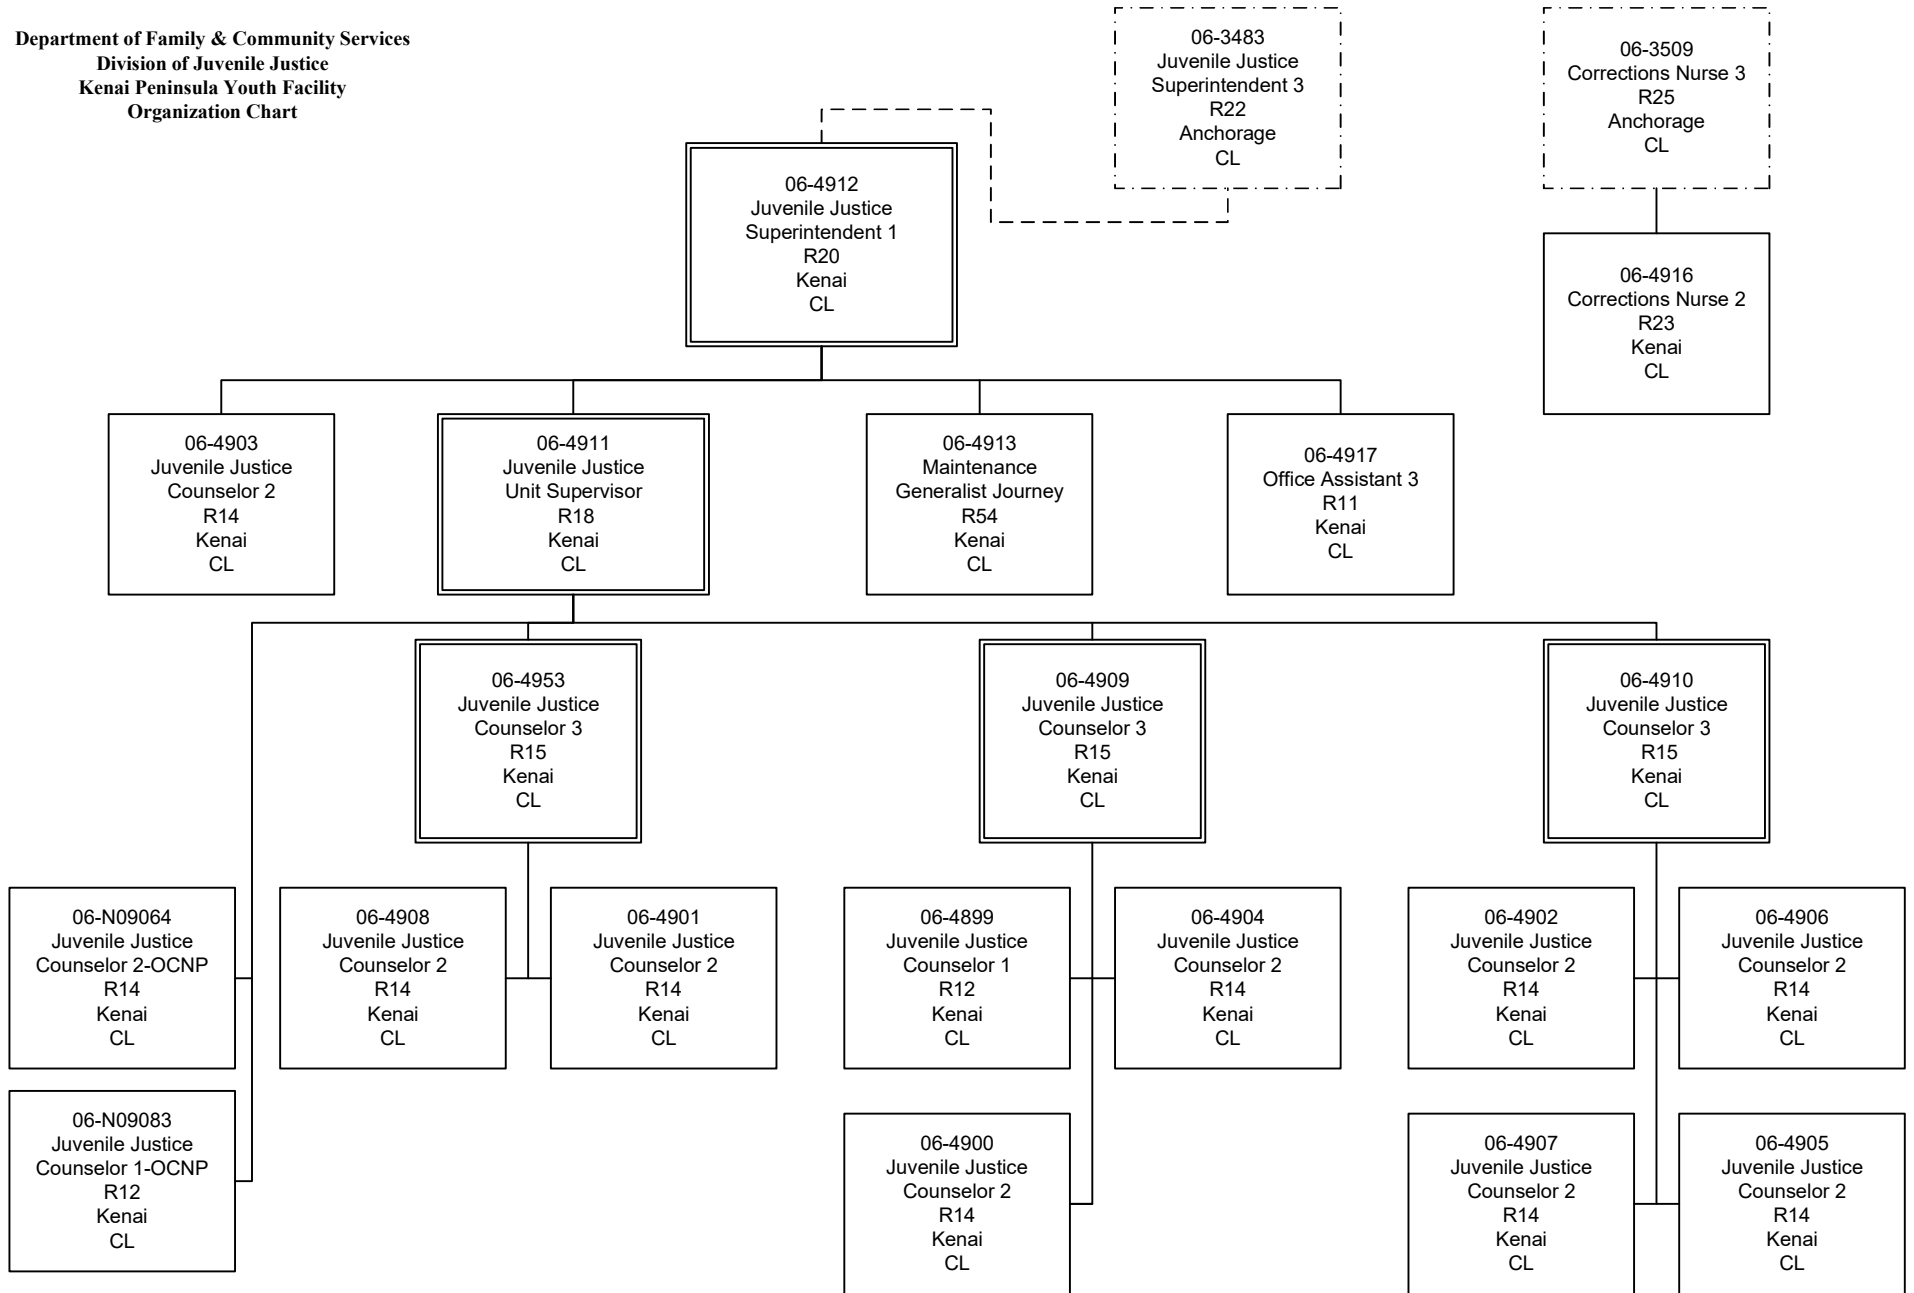 Department of Family & Community Services
Division of Juvenile Justice
Kenai Peninsula Youth Facility
Organization Chart
06-3483
Juvenile Justice
Superintendent 3
R22
Anchorage
CL
06-3509
Corrections Nurse 3
R25
Anchorage
CL
06-4912
Juvenile Justice
Superintendent 1
R20
Kenai
CL
06-4916
Corrections Nurse 2
R23
Kenai
CL
06-4903
Juvenile Justice
Counselor 2
R14
Kenai
CL
06-4911
Juvenile Justice
Unit Supervisor
R18
Kenai
CL
06-4913
Maintenance
Generalist Journey
R54
Kenai
CL
06-4917
Office Assistant 3
R11
Kenai
CL
06-4953
Juvenile Justice
Counselor 3
R15
Kenai
CL
06-4909
Juvenile Justice
Counselor 3
R15
Kenai
CL
06-4910
Juvenile Justice
Counselor 3
R15
Kenai
CL
06-N09064
Juvenile Justice
Counselor 2-OCNP
R14
Kenai
CL
06-4908
Juvenile Justice
Counselor 2
R14
Kenai
CL
06-4901
Juvenile Justice
Counselor 2
R14
Kenai
CL
06-4899
Juvenile Justice
Counselor 1
R12
Kenai
CL
06-4904
Juvenile Justice
Counselor 2
R14
Kenai
CL
06-4902
Juvenile Justice
Counselor 2
R14
Kenai
CL
06-4906
Juvenile Justice
Counselor 2
R14
Kenai
CL
06-N09083
Juvenile Justice
Counselor 1-OCNP
R12
Kenai
CL
06-4900
Juvenile Justice
Counselor 2
R14
Kenai
CL
06-4907
Juvenile Justice
Counselor 2
R14
Kenai
CL
06-4905
Juvenile Justice
Counselor 2
R14
Kenai
CL